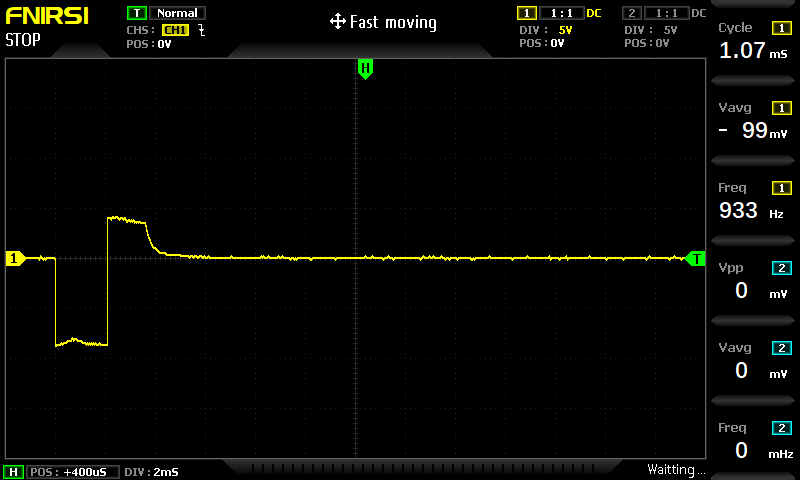 FNIRSI
STOP
T Normal
CHS: CH1
POS: 0V
Fast moving
1 1:1 DC
DIV: 5V
POS: 0V
2 1:1 DC
DIV: 5V
POS: 0V
H
1
T
Cycle 1
1.07 mS
Vavg 1
- 99 mV
Freq 1
933 Hz
Vpp 2
0 mV
Vavg 2
0 mV
Freq 2
0 mHz
H POS: +400uS DIV: 2mS
Waitting...